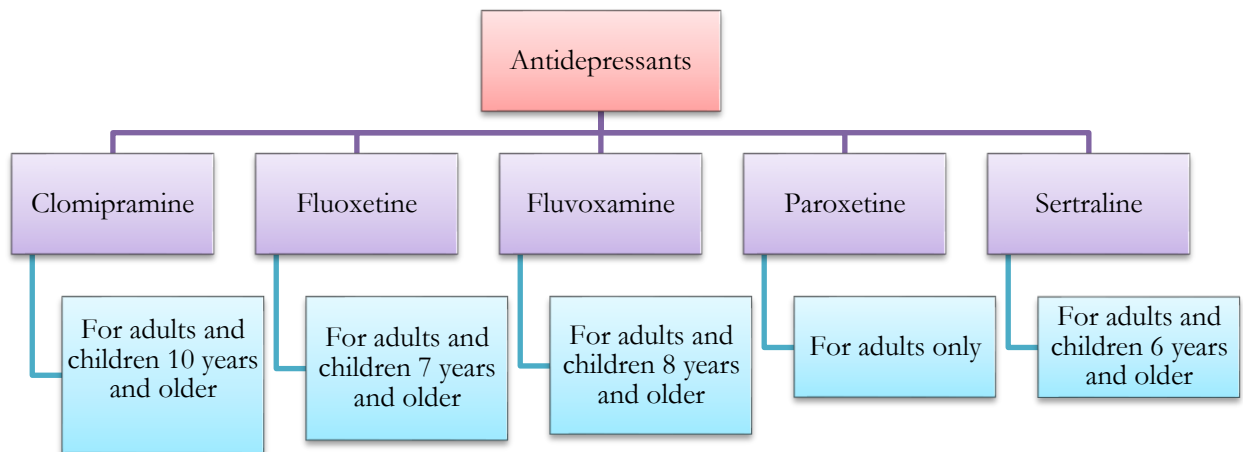 Antidepressants
Clomipramine
Fluoxetine
Fluvoxamine
Paroxetine
Sertraline
For adults and
children 10 years
and older
For adults and
children 7 years
and older
For adults and
children 8 years
and older
For adults only
For adults and
children 6 years
and older